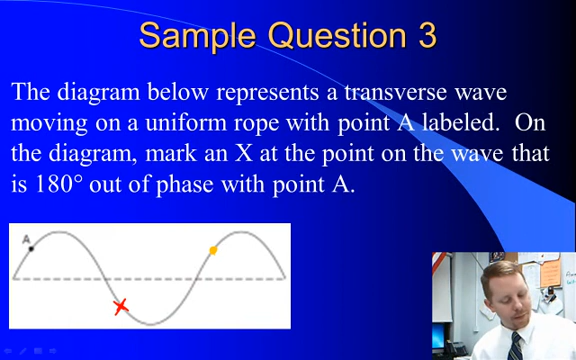 Sample Question 3
The diagram below represents a transverse wave
moving on a uniform rope with point A labeled. On
the diagram, mark an X at the point on the wave that
is 180° out of phase with point A.
A